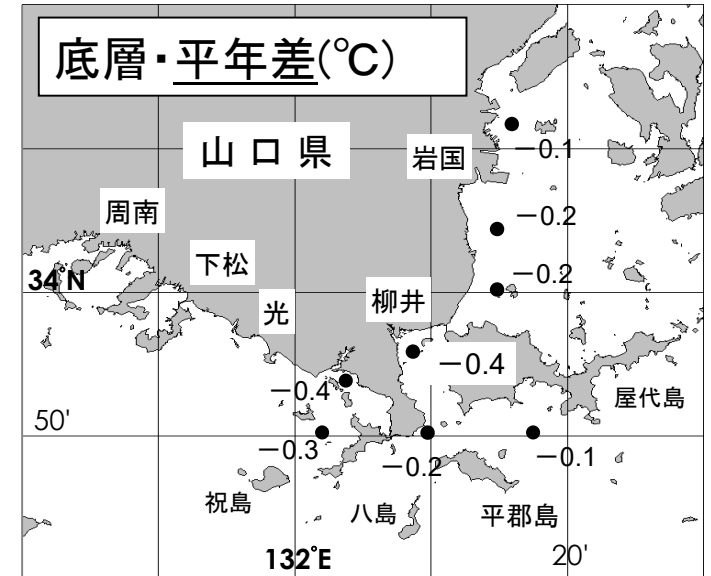 底層・平年差(℃)
山口県
岩国
－0.1
周南
－0.2
下松
－0.2
34°N
光
柳井
－0.4
－0.4
屋代島
50'
－0.3
－0.2
－0.1
祝島
八島
平郡島
132°E
20'